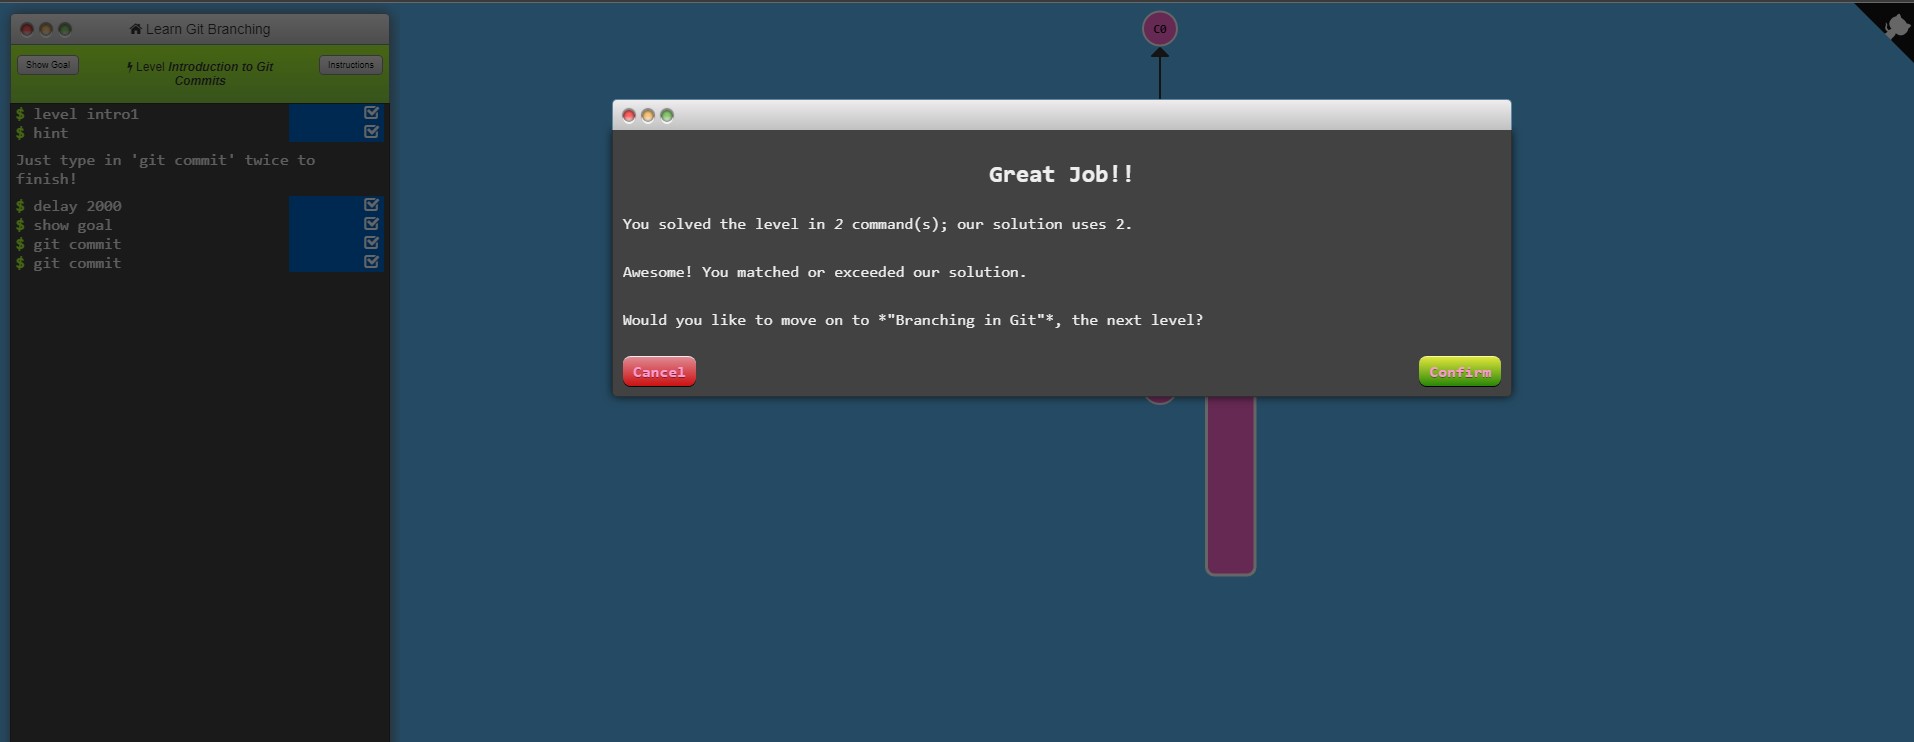 Learn Git Branching
Show Goal
Level Introduction to Git
Commits
Instructions
$ level intro1
$ hint
Just type in 'git commit' twice to
finish!
$ delay 2000
$ show goal
$ git commit
$ git commit
C0
Great Job!!
You solved the level in 2 command(s); our solution uses 2.
Awesome! You matched or exceeded our solution.
Would you like to move on to *"Branching in Git"*, the next level?
Cancel
Confirm